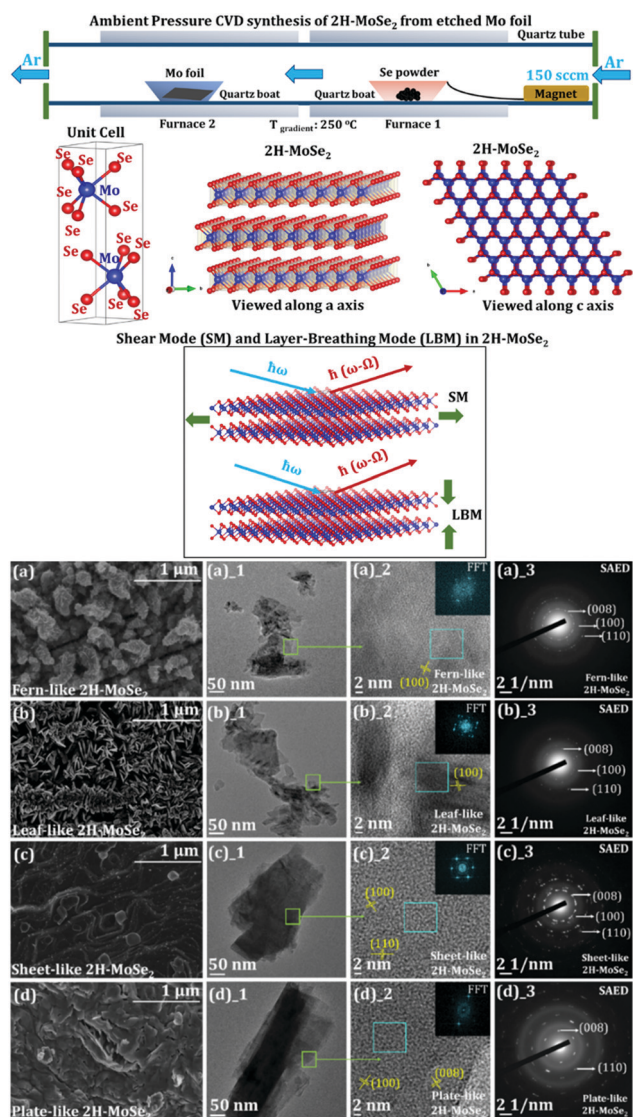 Ambient Pressure CVD synthesis of 2H-MoSe₂ from etched Mo foil
Quartz tube
Ar
Mo foil
Se powder
150 sccm
Ar
Quartz boat
Quartz boat
Magnet
Furnace 2
T gradient: 250 °C
Furnace 1
Unit Cell
2H-MoSe₂
2H-MoSe₂
Se
Se
Se
Se
Mo
Se
Se
Se
Se
Mo
Se
Se
Se
Se
c
b
Viewed along a axis
b
a
Viewed along c axis
Shear Mode (SM) and Layer-Breathing Mode (LBM) in 2H-MoSe₂
ħω
ħ (ω-Ω)
SM
ħω
ħ (ω-Ω)
LBM
(a)
1 µm
Fern-like 2H-MoSe₂
(a)_1
50 nm
(a)_2
FFT
(100)
Fern-like
2H-MoSe₂
2 nm
(a)_3
SAED
(008)
(100)
(110)
Fern-like
2H-MoSe₂
2 1/nm
(b)
1 µm
Leaf-like 2H-MoSe₂
(b)_1
50 nm
(b)_2
FFT
(100)
Leaf-like
2H-MoSe₂
2 nm
(b)_3
SAED
(008)
(100)
(110)
Leaf-like
2H-MoSe₂
2 1/nm
(c)
1 µm
Sheet-like 2H-MoSe₂
(c)_1
50 nm
(c)_2
FFT
(100)
(110)
Sheet-like
2H-MoSe₂
2 nm
(c)_3
SAED
(008)
(100)
(110)
Sheet-like
2H-MoSe₂
2 1/nm
(d)
1 µm
Plate-like 2H-MoSe₂
(d)_1
50 nm
(d)_2
FFT
(100)
(008)
Plate-like
2H-MoSe₂
2 nm
(d)_3
SAED
(008)
(110)
Plate-like
2H-MoSe₂
2 1/nm